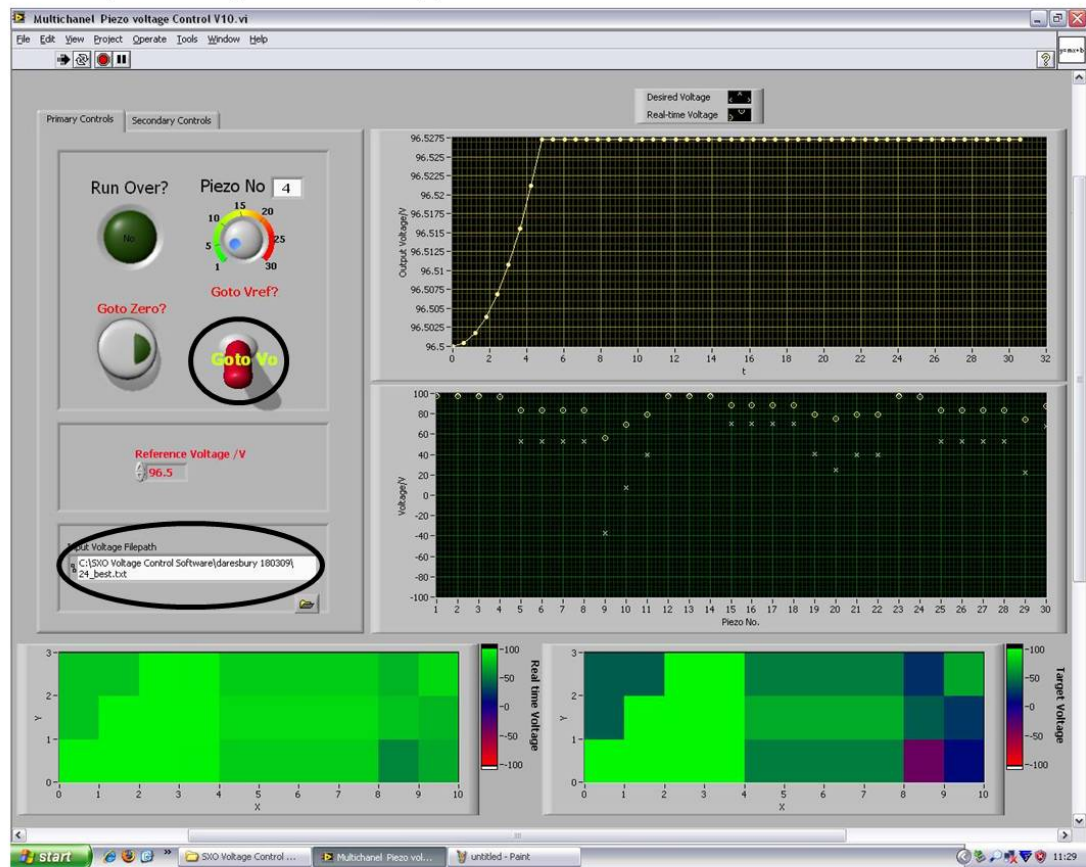 Multichanel Piezo voltage Control V10.vi
File Edit View Project Operate Tools Window Help
y=mx+b
Primary Controls Secondary Controls
Run Over?
No
Piezo No 4
1 5 10 15 20 25 30
Goto Zero?
Goto Vref?
Goto Vo
Reference Voltage /V
96.5
Input Voltage Filepath
C:\SXO Voltage Control Software\daresbury 180309\
24_best.txt
Desired Voltage
Real-time Voltage
Output Voltage/V
96.5275
96.525
96.5225
96.52
96.5175
96.515
96.5125
96.51
96.5075
96.505
96.5025
96.5
0 2 4 6 8 10 12 14 16 18 20 22 24 26 28 30 32
t
Voltage/V
100
80
60
40
20
0
-20
-40
-60
-80
-100
1 2 3 4 5 6 7 8 9 10 11 12 13 14 15 16 17 18 19 20 21 22 23 24 25 26 27 28 29 30
Piezo No.
Y
3
2
1
0
0 1 2 3 4 5 6 7 8 9 10
X
100
50
0
-50
-100
Real time Voltage
Y
3
2
1
0
0 1 2 3 4 5 6 7 8 9 10
X
100
50
0
-50
-100
Target Voltage
start
SXO Voltage Control ...
Multichanel Piezo vol...
untitled - Paint
11:29